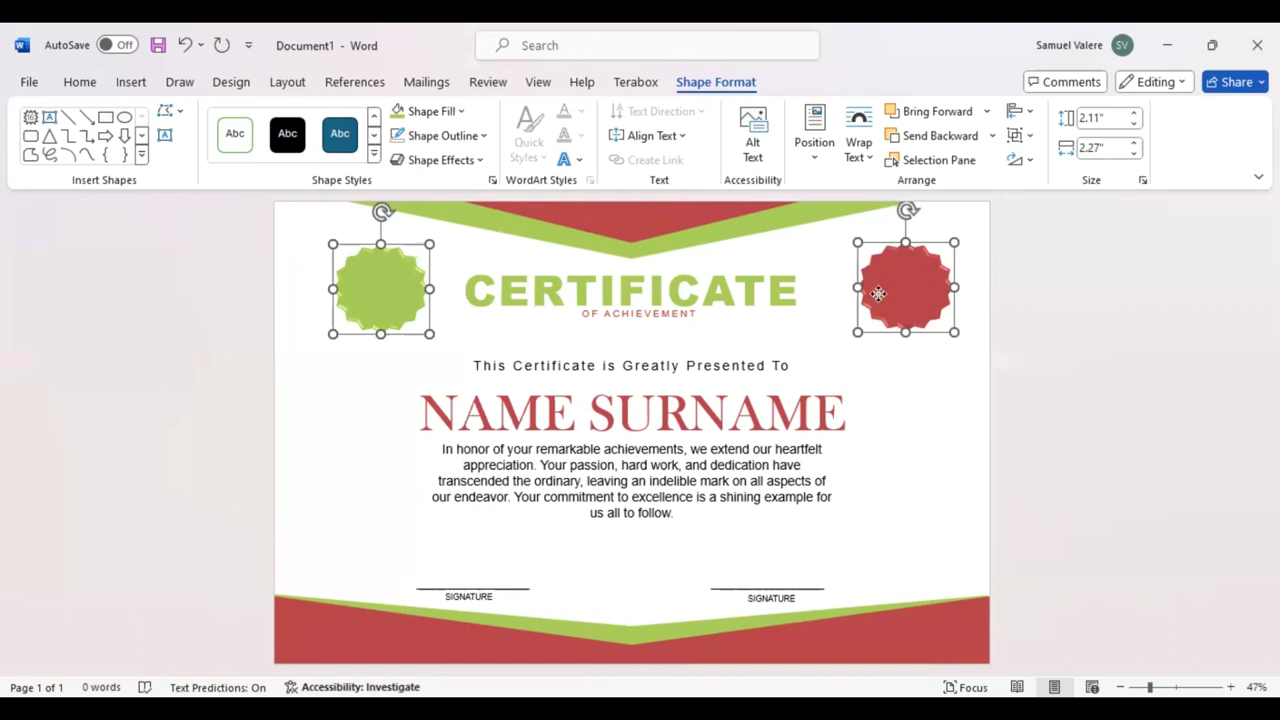 AutoSave Off Document1 - Word Search Samuel Valere SV
File Home Insert Draw Design Layout References Mailings Review View Help Terabox Shape Format Comments Editing Share
Abc Abc Abc
Shape Fill
Shape Outline
Shape Effects
Quick
Styles
A
A
A
Text Direction
Align Text
Create Link
Alt
Text
Position
Wrap
Text
Bring Forward
Send Backward
Selection Pane
2.11"
2.27"
Insert Shapes Shape Styles WordArt Styles Text Accessibility Arrange Size
CERTIFICATE
OF ACHIEVEMENT
This Certificate is Greatly Presented To
NAME SURNAME
In honor of your remarkable achievements, we extend our heartfelt
appreciation. Your passion, hard work, and dedication have
transcended the ordinary, leaving an indelible mark on all aspects of
our endeavor. Your commitment to excellence is a shining example for
us all to follow.
SIGNATURE SIGNATURE
Page 1 of 1 0 words Text Predictions: On Accessibility: Investigate Focus 47%